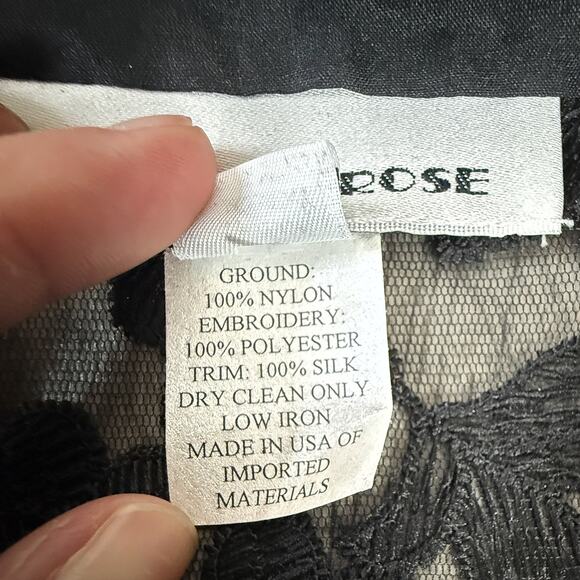 ROSE
GROUND:
100% NYLON
EMBROIDERY:
100% POLYESTER
TRIM: 100% SILK
DRY CLEAN ONLY
LOW IRON
MADE IN USA OF
IMPORTED
MATERIALS